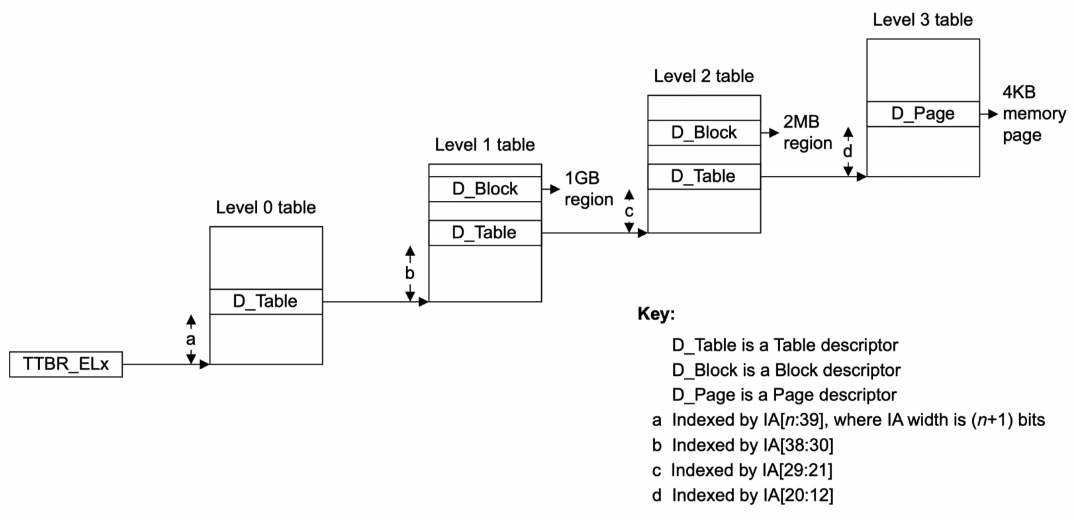 Level 3 table
D_Page
4KB
memory
page
Level 2 table
D_Block
2MB
region
d
D_Table
Level 1 table
D_Block
1GB
region
c
D_Table
b
Level 0 table
D_Table
a
TTBR_ELx
Key:
D_Table is a Table descriptor
D_Block is a Block descriptor
D_Page is a Page descriptor
a Indexed by IA[n:39], where IA width is (n+1) bits
b Indexed by IA[38:30]
c Indexed by IA[29:21]
d Indexed by IA[20:12]